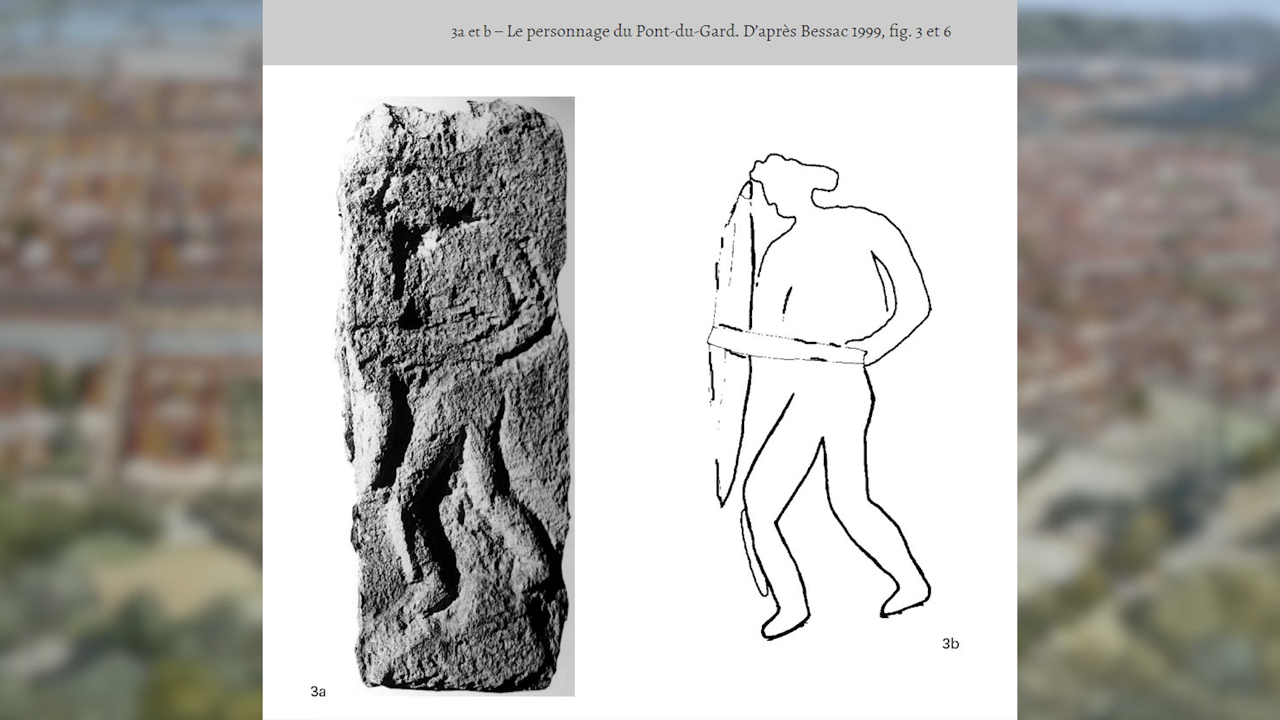 3a et b – Le personnage du Pont-du-Gard. D’après Bessac 1999, fig. 3 et 6
3b
3a